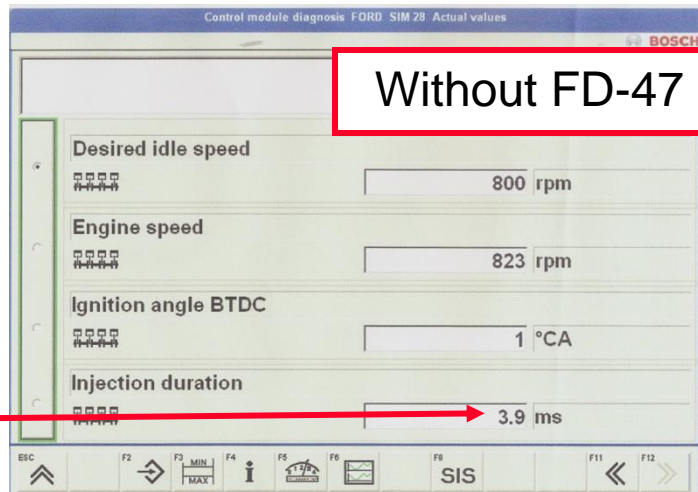 Control module diagnosis FORD SIM 28 Actual values
BOSCH
Without FD-47
Desired idle speed
800 rpm
Engine speed
823 rpm
Ignition angle BTDC
1 °CA
Injection duration
3.9 ms
ESC F2 F3 MIN MAX F4 i F5 F6 F8 SIS F11 F12